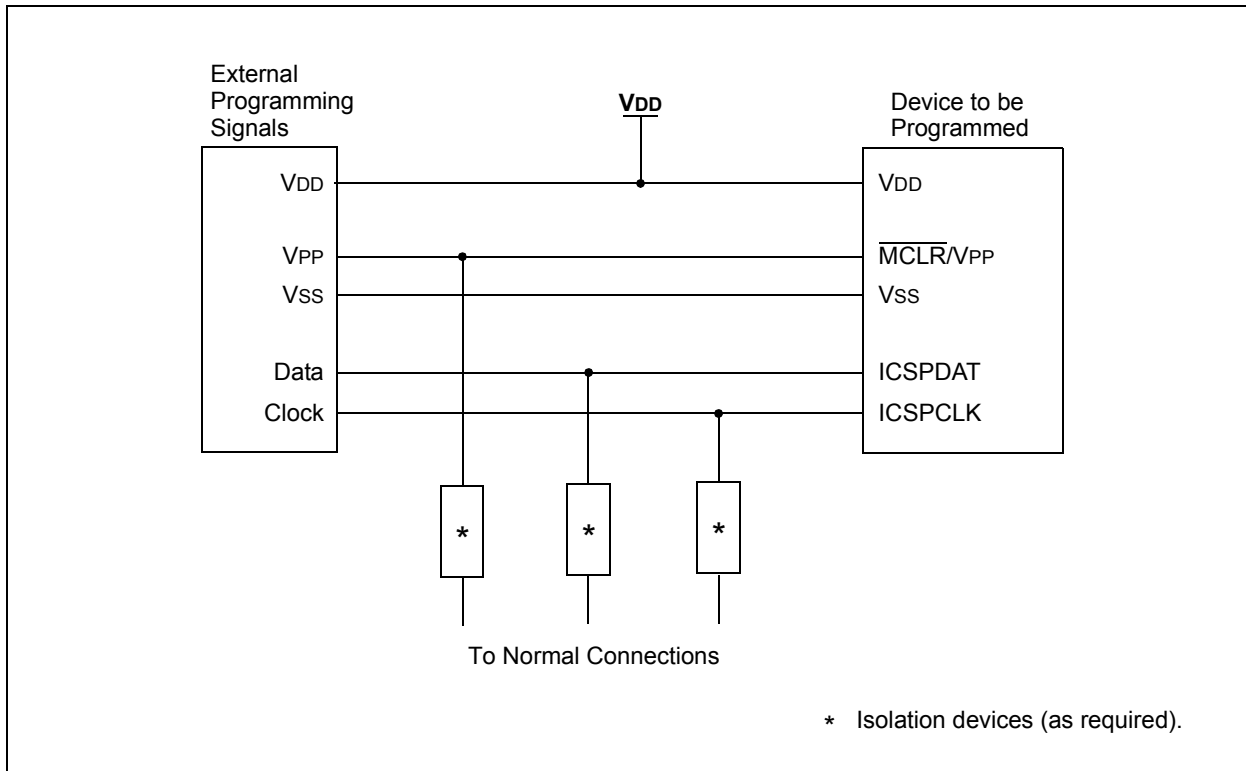 External
Programming
Signals
VDD
Device to be
Programmed
VDD
VPP
VSS
Data
Clock
VDD
MCLR/VPP
VSS
ICSPDAT
ICSPCLK
*
*
*
To Normal Connections
* Isolation devices (as required).